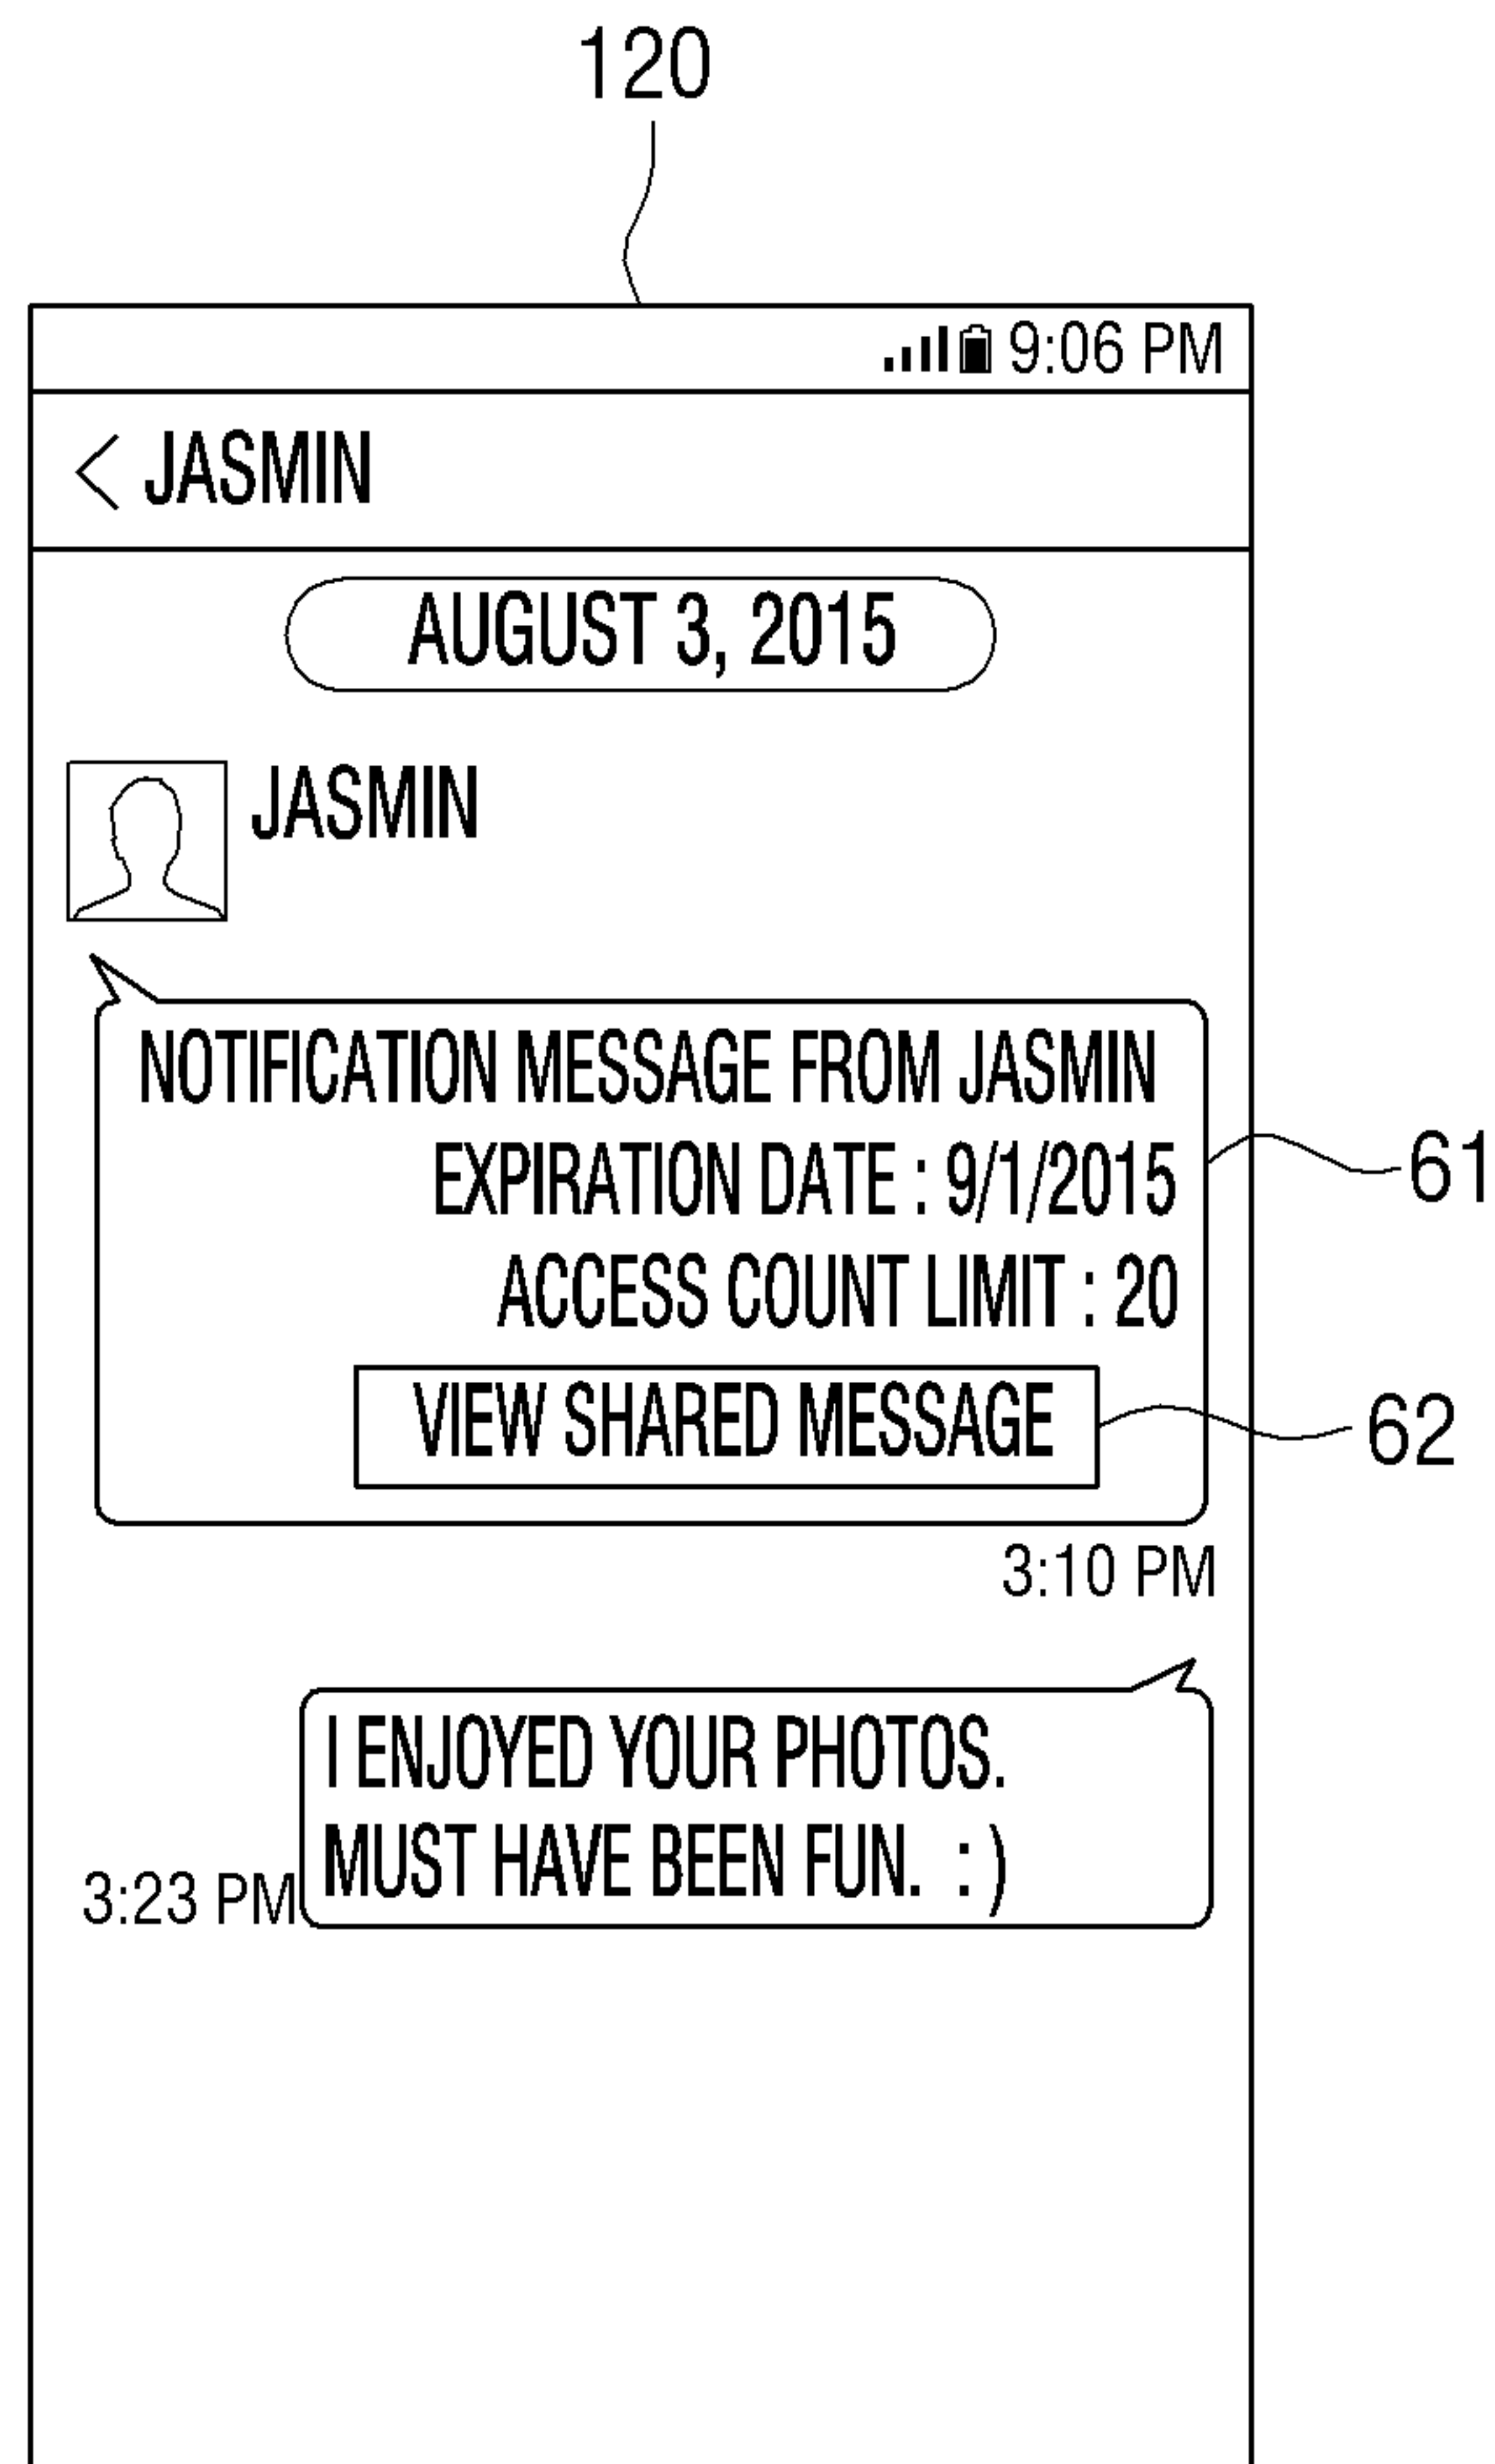 120
9:06 PM
< JASMIN
AUGUST 3, 2015
JASMIN
NOTIFICATION MESSAGE FROM JASMIN
EXPIRATION DATE : 9/1/2015
61
ACCESS COUNT LIMIT : 20
VIEW SHARED MESSAGE
62
3:10 PM
I ENJOYED YOUR PHOTOS.
MUST HAVE BEEN FUN. : )
3:23 PM